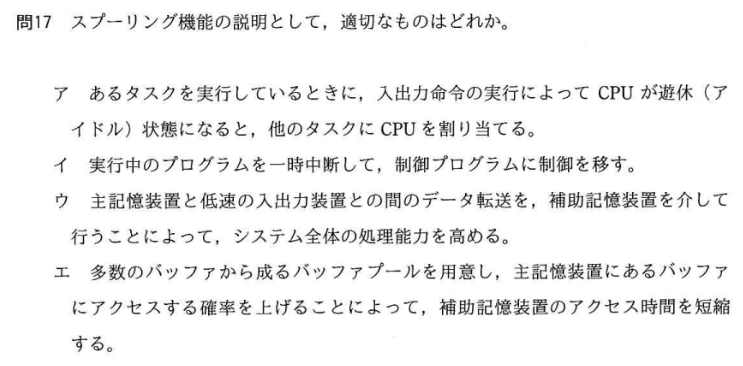 問17 スプーリング機能の説明として，適切なものはどれか。
ア あるタスクを実行しているときに，入出力命令の実行によって CPU が遊休（ア
イドル）状態になると，他のタスクに CPU を割り当てる。
イ 実行中のプログラムを一時中断して，制御プログラムに制御を移す。
ウ 主記憶装置と低速の入出力装置との間のデータ転送を，補助記憶装置を介して
行うことによって，システム全体の処理能力を高める。
エ 多数のバッファから成るバッファプールを用意し，主記憶装置にあるバッファ
にアクセスする確率を上げることによって，補助記憶装置のアクセス時間を短縮
する。